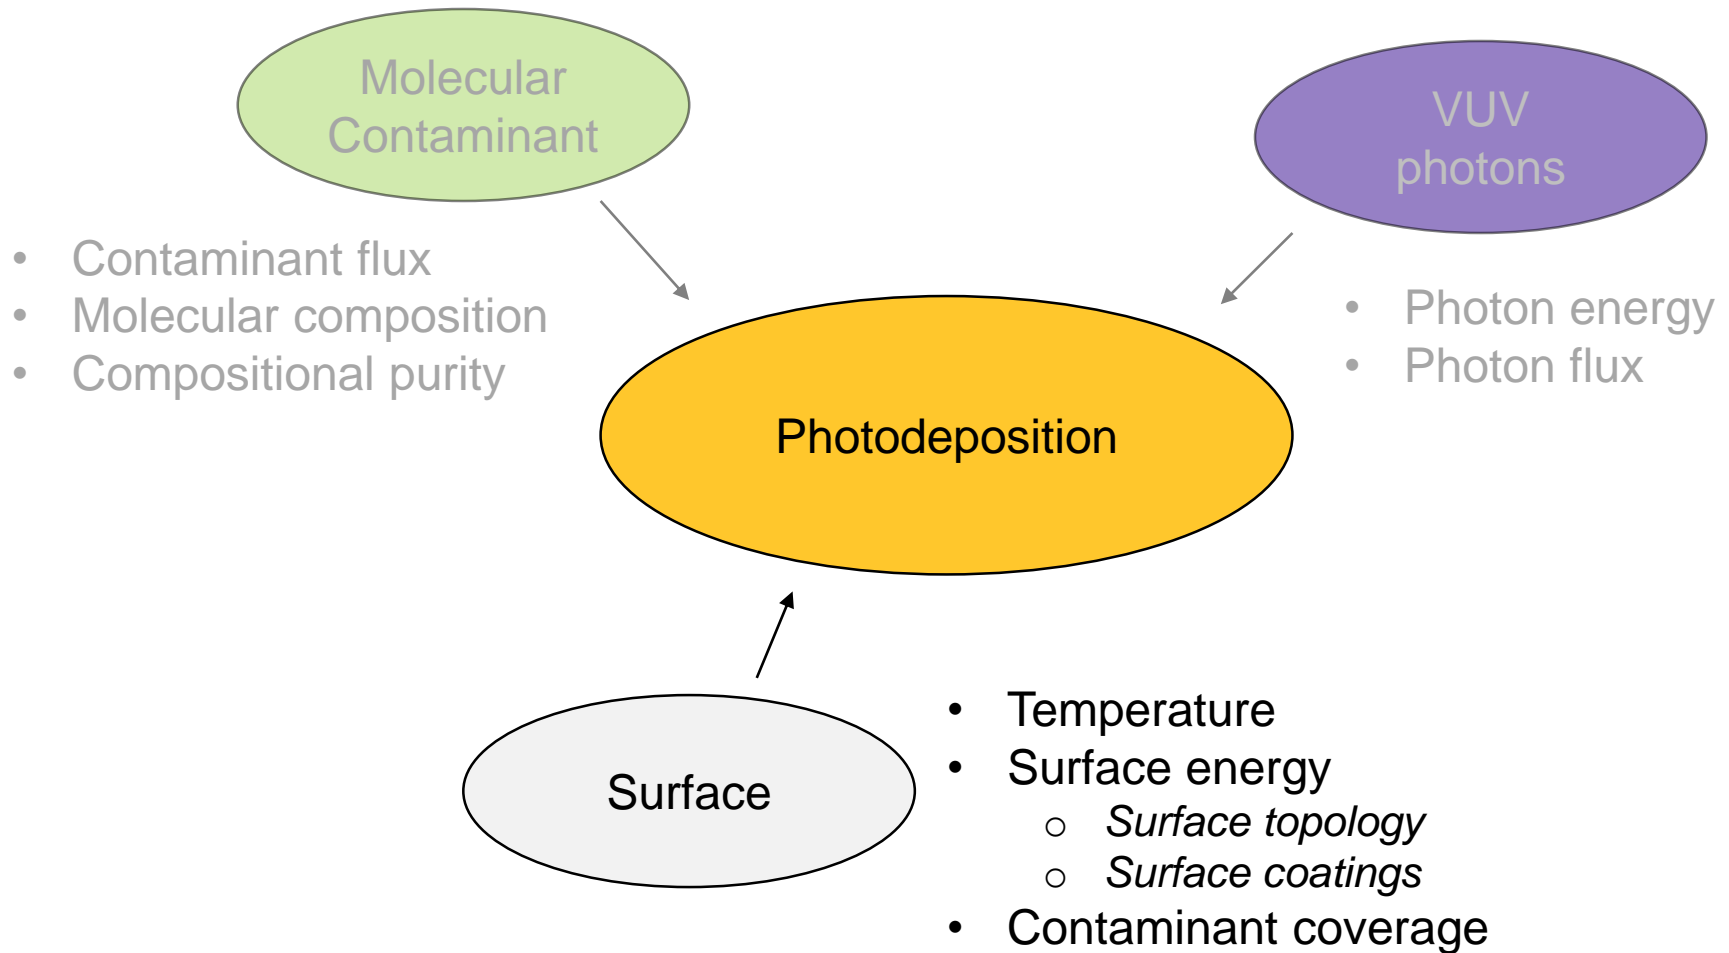 Molecular
Contaminant
VUV
photons
• Contaminant flux
• Molecular composition
• Compositional purity
• Photon energy
• Photon flux
Photodeposition
Surface
• Temperature
• Surface energy
o Surface topology
o Surface coatings
• Contaminant coverage